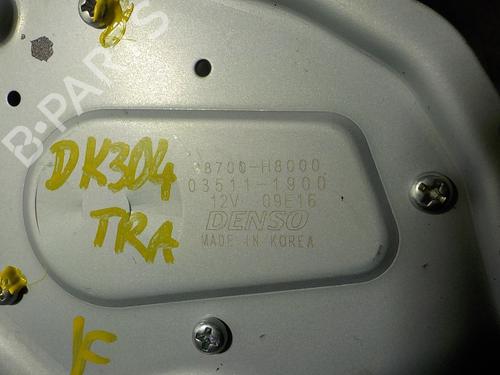 B-PARTS
98700-H8000
03511-1900
12V 09E16
DENSO
MADE IN KOREA
DK304
TRA
K